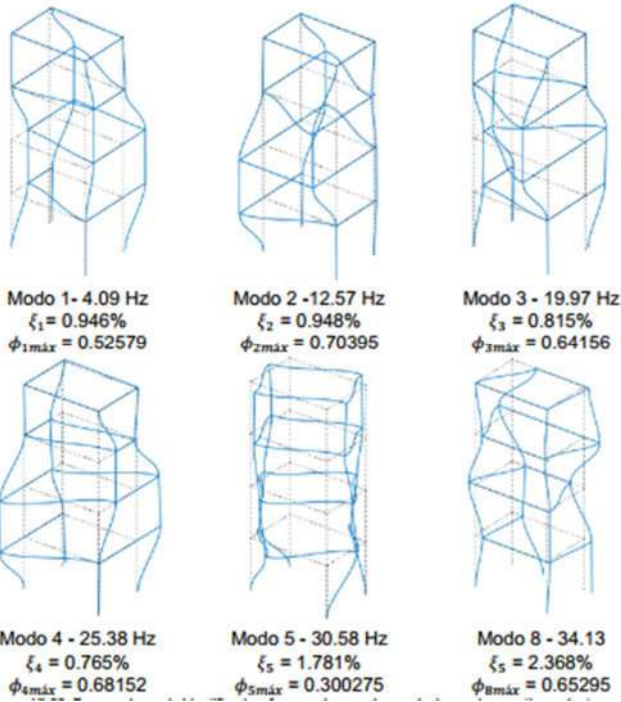 Modo 1- 4.09 Hz
ξ₁= 0.946%
ϕ₁ₘáₓ = 0.52579
Modo 2 -12.57 Hz
ξ₂ = 0.948%
ϕ₂ₘáₓ = 0.70395
Modo 3 - 19.97 Hz
ξ₃ = 0.815%
ϕ₃ₘáₓ = 0.64156
Modo 4 - 25.38 Hz
ξ₄ = 0.765%
ϕ₄ₘáₓ = 0.68152
Modo 5 - 30.58 Hz
ξ₅ = 1.781%
ϕ₅ₘáₓ = 0.300275
Modo 8 - 34.13
ξ₅ = 2.368%
ϕ₈ₘáₓ = 0.65295